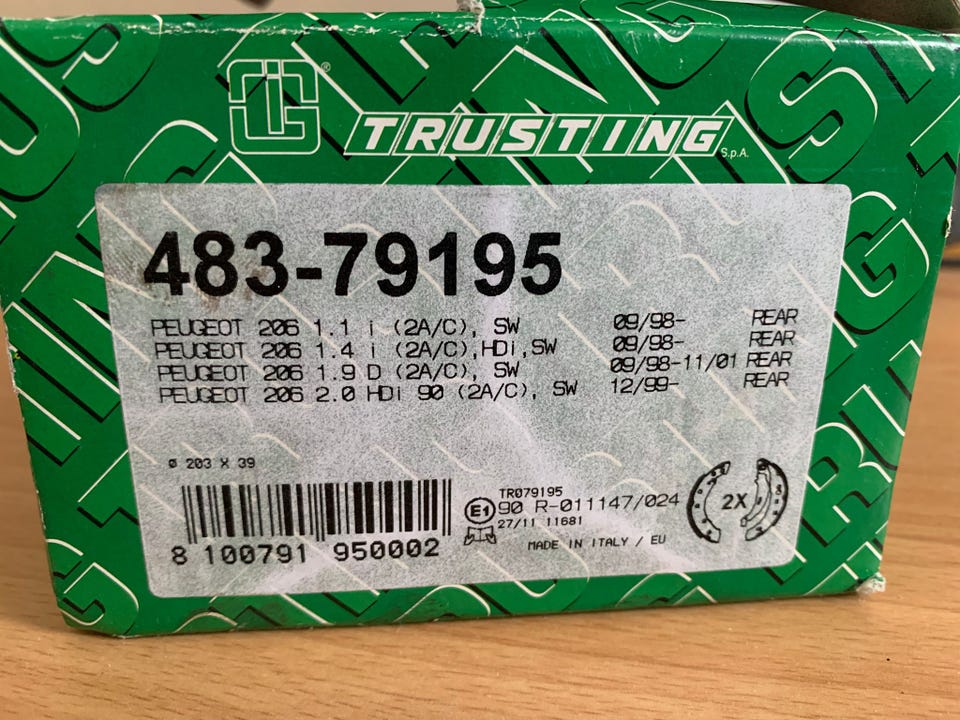 TRUSTING S.p.A.
483-79195
PEUGEOT 206 1.1 i (2A/C), SW 09/98- REAR
PEUGEOT 206 1.4 i (2A/C),HDi,SW 09/98- REAR
PEUGEOT 206 1.9 D (2A/C), SW 09/98-11/01 REAR
PEUGEOT 206 2.0 HDi 90 (2A/C), SW 12/99- REAR
ø 203 X 39
TR079195
E1 90 R-011147/024
27/11 11681
2X
MADE IN ITALY / EU
8 100791 950002